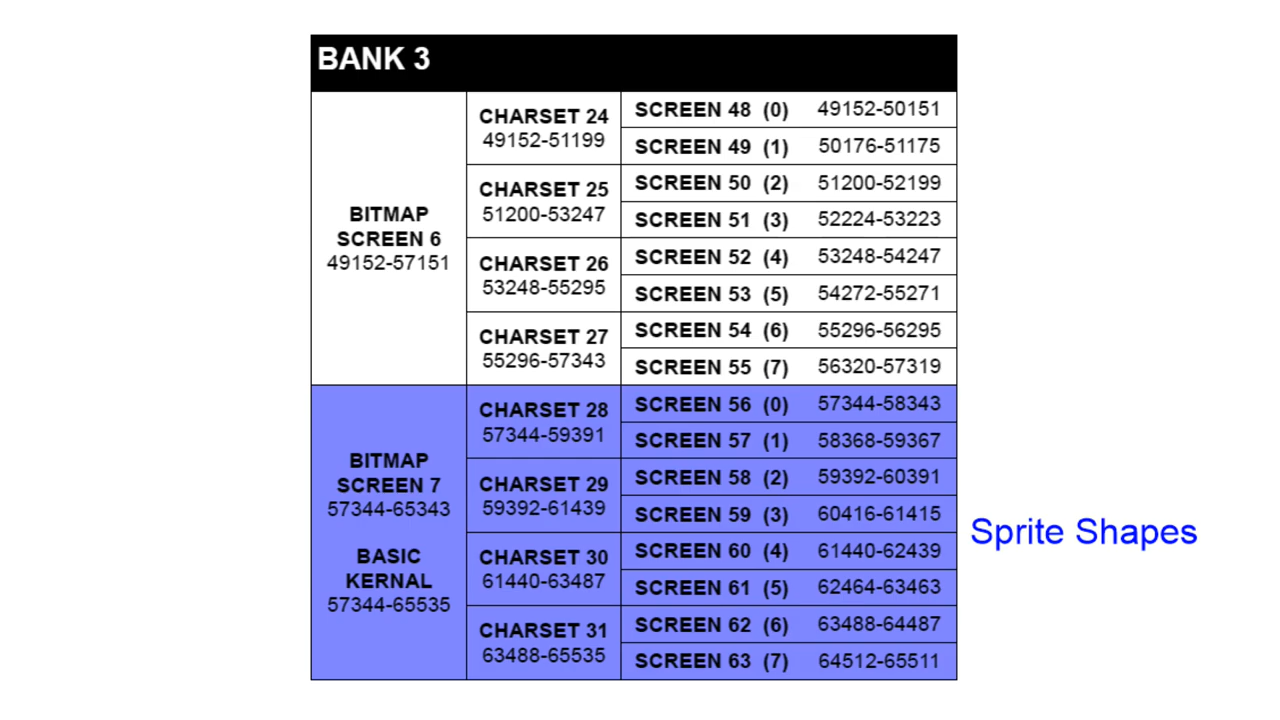 BANK 3
BITMAP
SCREEN 6
49152-57151
CHARSET 24
49152-51199
SCREEN 48 (0) 49152-50151
SCREEN 49 (1) 50176-51175
CHARSET 25
51200-53247
SCREEN 50 (2) 51200-52199
SCREEN 51 (3) 52224-53223
CHARSET 26
53248-55295
SCREEN 52 (4) 53248-54247
SCREEN 53 (5) 54272-55271
CHARSET 27
55296-57343
SCREEN 54 (6) 55296-56295
SCREEN 55 (7) 56320-57319
BITMAP
SCREEN 7
57344-65343
BASIC
KERNAL
57344-65535
CHARSET 28
57344-59391
SCREEN 56 (0) 57344-58343
SCREEN 57 (1) 58368-59367
CHARSET 29
59392-61439
SCREEN 58 (2) 59392-60391
SCREEN 59 (3) 60416-61415
CHARSET 30
61440-63487
SCREEN 60 (4) 61440-62439
SCREEN 61 (5) 62464-63463
CHARSET 31
63488-65535
SCREEN 62 (6) 63488-64487
SCREEN 63 (7) 64512-65511
Sprite Shapes